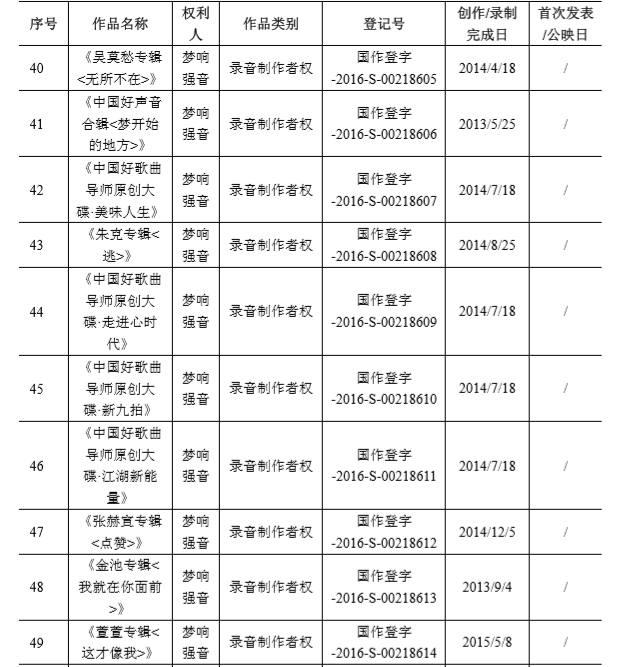 序号 作品名称 权利人 作品类别 登记号 创作/录制完成日 首次发表/公映日
40 《吴莫愁专辑<无所不在>》 梦响强音 录音制作者权 国作登字-2016-S-00218605 2014/4/18 /
41 《中国好声音合辑<梦开始的地方>》 梦响强音 录音制作者权 国作登字-2016-S-00218606 2013/5/25 /
42 《中国好歌曲导师原创大碟·美味人生》 梦响强音 录音制作者权 国作登字-2016-S-00218607 2014/7/18 /
43 《朱克专辑<逃>》 梦响强音 录音制作者权 国作登字-2016-S-00218608 2014/8/25 /
44 《中国好歌曲导师原创大碟·走进心时代》 梦响强音 录音制作者权 国作登字-2016-S-00218609 2014/7/18 /
45 《中国好歌曲导师原创大碟·新九拍》 梦响强音 录音制作者权 国作登字-2016-S-00218610 2014/7/18 /
46 《中国好歌曲导师原创大碟·江湖新能量》 梦响强音 录音制作者权 国作登字-2016-S-00218611 2014/7/18 /
47 《张赫宣专辑<点赞>》 梦响强音 录音制作者权 国作登字-2016-S-00218612 2014/12/5 /
48 《金池专辑<我就在你面前>》 梦响强音 录音制作者权 国作登字-2016-S-00218613 2013/9/4 /
49 《萱萱专辑<这才像我>》 梦响强音 录音制作者权 国作登字-2016-S-00218614 2015/5/8 /